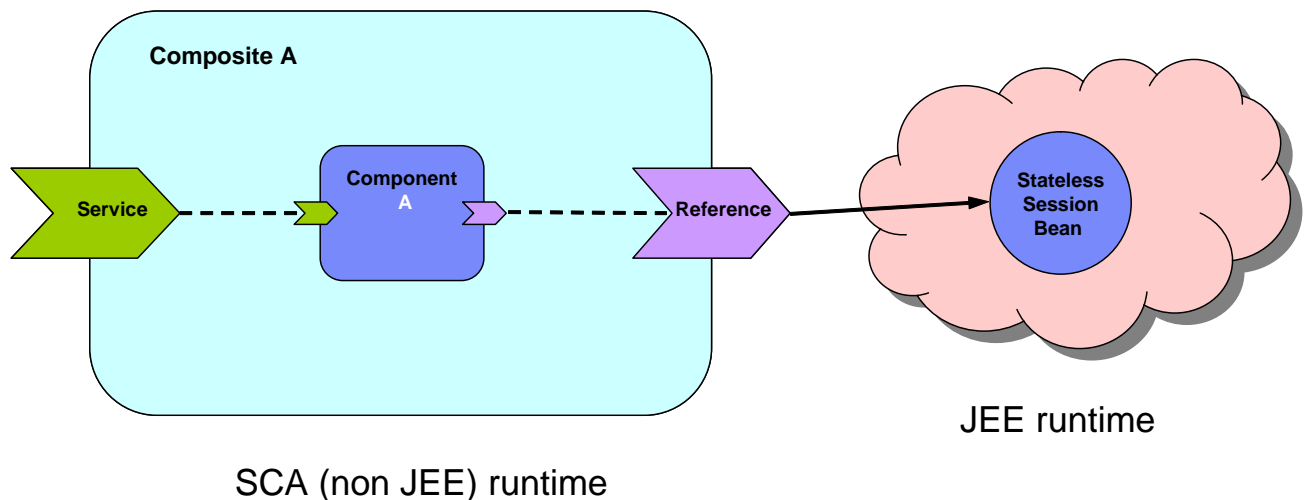 Composite A
Service
Component
A
Reference
Stateless
Session
Bean
JEE runtime
SCA (non JEE) runtime